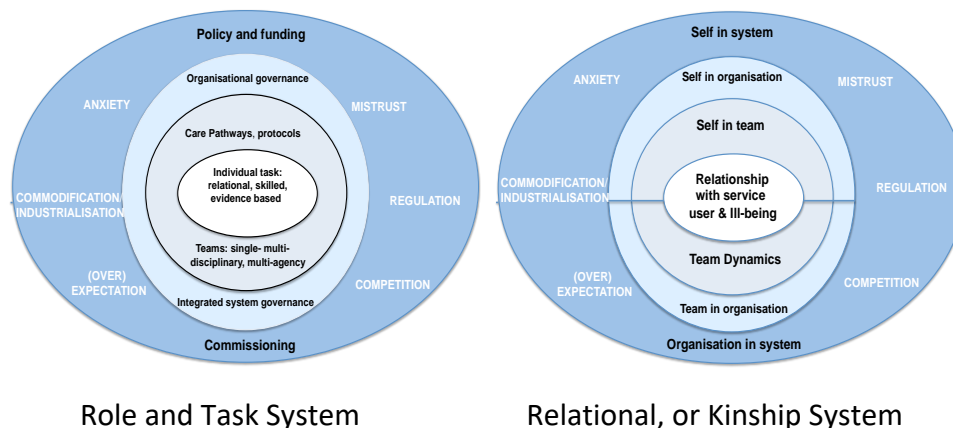 Policy and funding
Organisational governance
ANXIETY
MISTRUST
Care Pathways, protocols
Individual task:
relational, skilled,
evidence based
COMMODIFICATION/
INDUSTRIALISATION
REGULATION
Teams: single- multi-
disciplinary, multi-agency
(OVER)
EXPECTATION
COMPETITION
Integrated system governance
Commissioning
Role and Task System
Self in system
ANXIETY
Self in organisation
MISTRUST
Self in team
COMMODIFICATION/
INDUSTRIALISATION
Relationship
with service
user & Ill-being
REGULATION
Team Dynamics
(OVER)
EXPECTATION
COMPETITION
Team in organisation
Organisation in system
Relational, or Kinship System